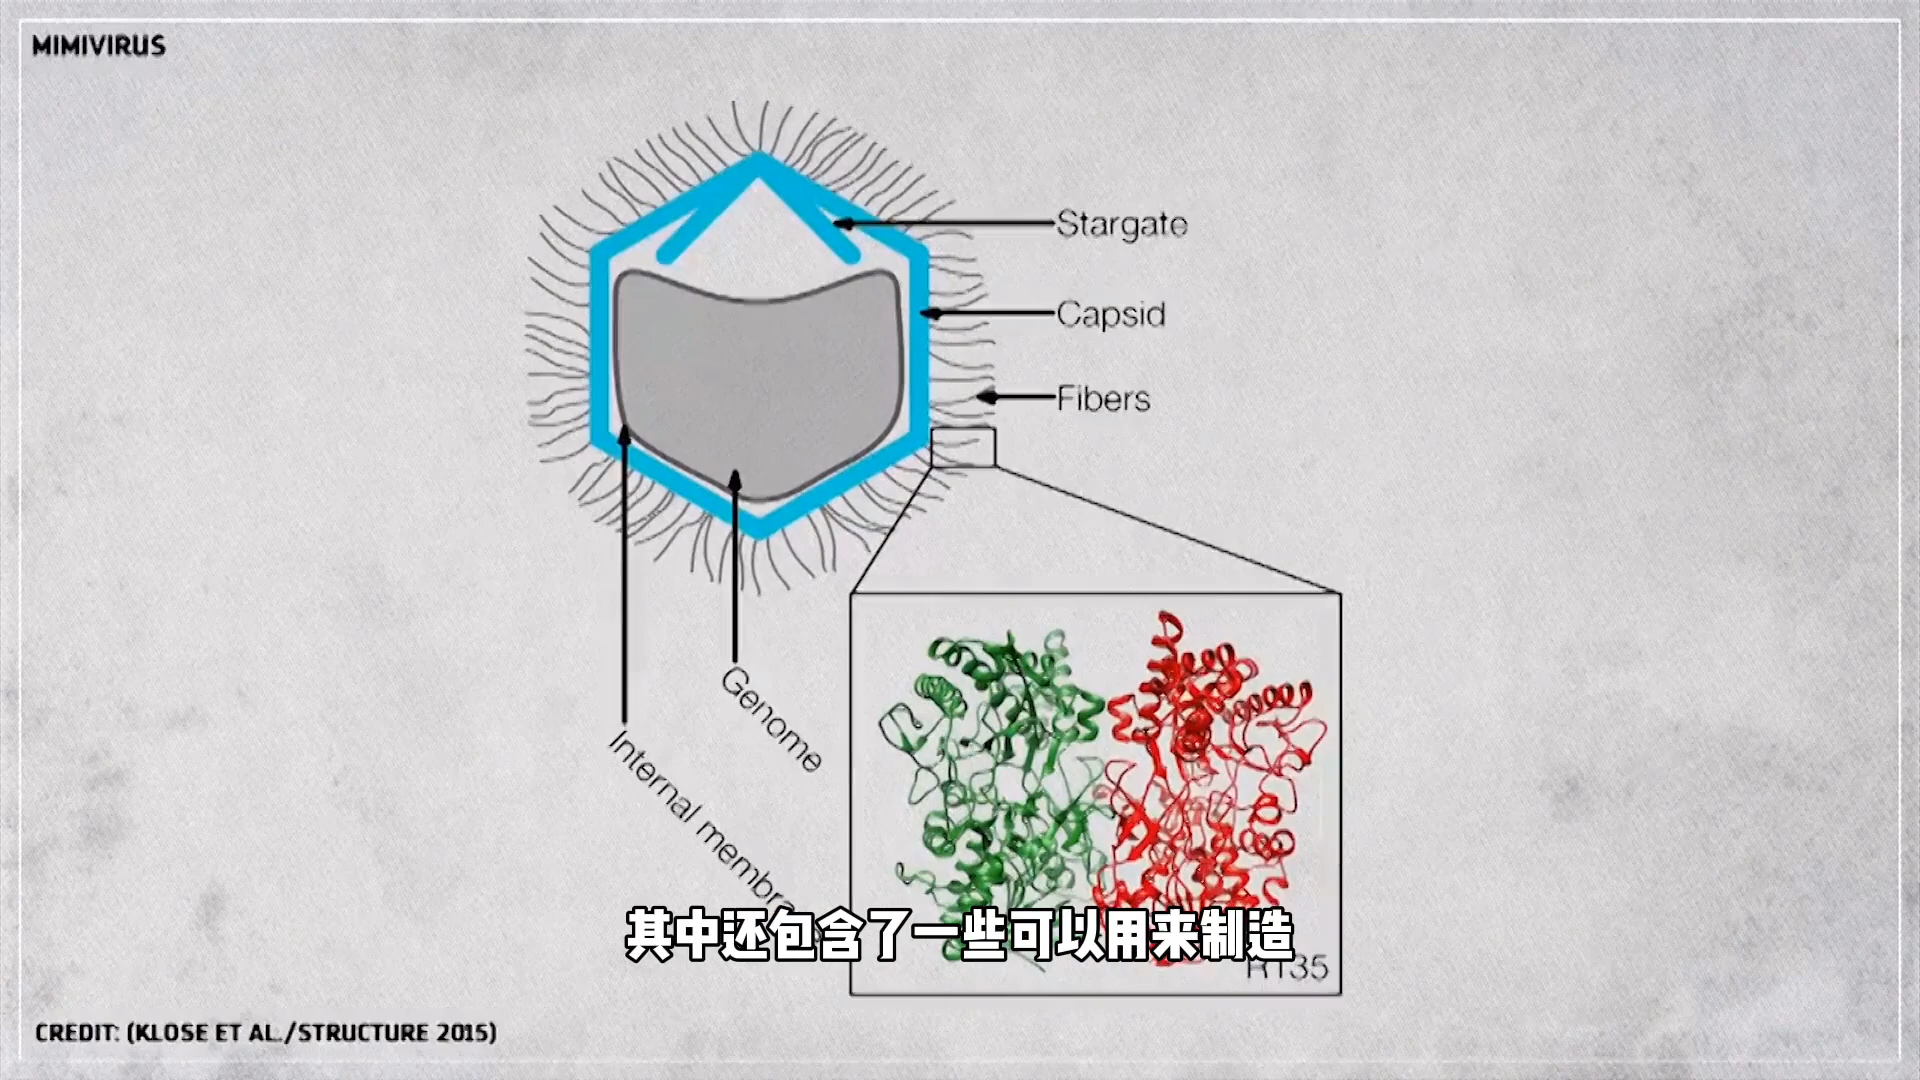 MIMIVIRUS
Stargate
Capsid
Fibers
Genome
Internal
其中还包含了一些可以用来制造
R135
CREDIT: (KLOSE ET AL./STRUCTURE 2015)